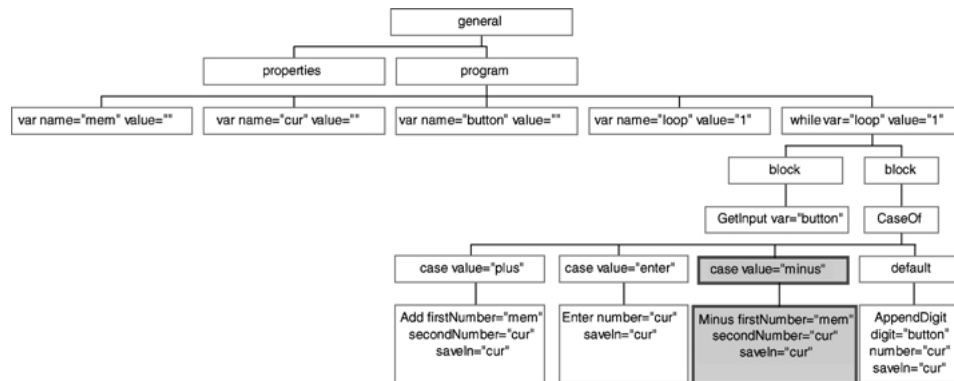 general
properties
program
var name="mem" value=""
var name="cur" value=""
var name="button" value=""
var name="loop" value="1"
while var="loop" value="1"
block
block
GetInput var="button"
CaseOf
case value="plus"
case value="enter"
case value="minus"
default
Add firstNumber="mem"
secondNumber="cur"
saveIn="cur"
Enter number="cur"
saveIn="cur"
Minus firstNumber="mem"
secondNumber="cur"
saveIn="cur"
AppendDigit
digit="button"
number="cur"
saveIn="cur"